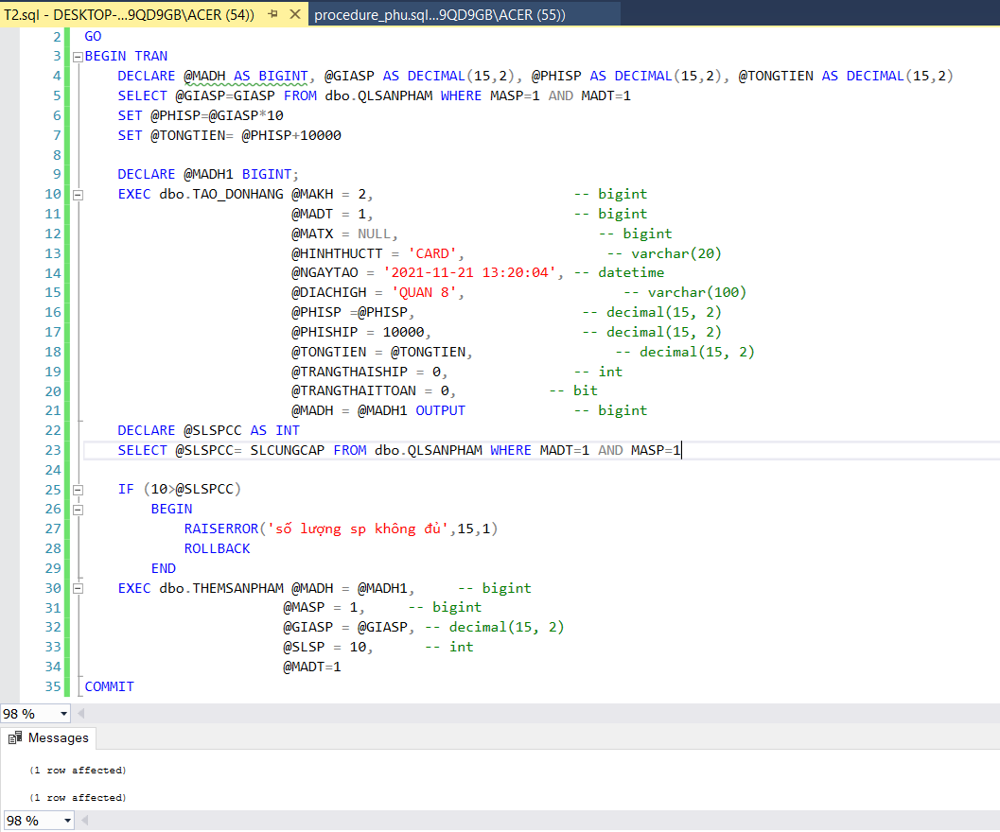 T2.sql - DESKTOP-...9QD9GB\ACER (54)) procedure_phu.sql...9QD9GB\ACER (55))
2 GO
3 BEGIN TRAN
4 DECLARE @MADH AS BIGINT, @GIASP AS DECIMAL(15,2), @PHISP AS DECIMAL(15,2), @TONGTIEN AS DECIMAL(15,2)
5 SELECT @GIASP=GIASP FROM dbo.QLSANPHAM WHERE MASP=1 AND MADT=1
6 SET @PHISP=@GIASP*10
7 SET @TONGTIEN= @PHISP+10000
8
9 DECLARE @MADH1 BIGINT;
10 EXEC dbo.TAO_DONHANG @MAKH = 2, -- bigint
11 @MADT = 1, -- bigint
12 @MATX = NULL, -- bigint
13 @HINHTHUCTT = 'CARD', -- varchar(20)
14 @NGAYTAO = '2021-11-21 13:20:04', -- datetime
15 @DIACHIGH = 'QUAN 8', -- varchar(100)
16 @PHISP =@PHISP, -- decimal(15, 2)
17 @PHISHIP = 10000, -- decimal(15, 2)
18 @TONGTIEN = @TONGTIEN, -- decimal(15, 2)
19 @TRANGTHAISHIP = 0, -- int
20 @TRANGTHAITTOAN = 0, -- bit
21 @MADH = @MADH1 OUTPUT -- bigint
22 DECLARE @SLSPCC AS INT
23 SELECT @SLSPCC= SLCUNGCAP FROM dbo.QLSANPHAM WHERE MADT=1 AND MASP=1
24
25 IF (10>@SLSPCC)
26 BEGIN
27 RAISERROR('số lượng sp không đủ',15,1)
28 ROLLBACK
29 END
30 EXEC dbo.THEMSANPHAM @MADH = @MADH1, -- bigint
31 @MASP = 1, -- bigint
32 @GIASP = @GIASP, -- decimal(15, 2)
33 @SLSP = 10, -- int
34 @MADT=1
35 COMMIT
98 %
Messages
(1 row affected)
(1 row affected)
98 %